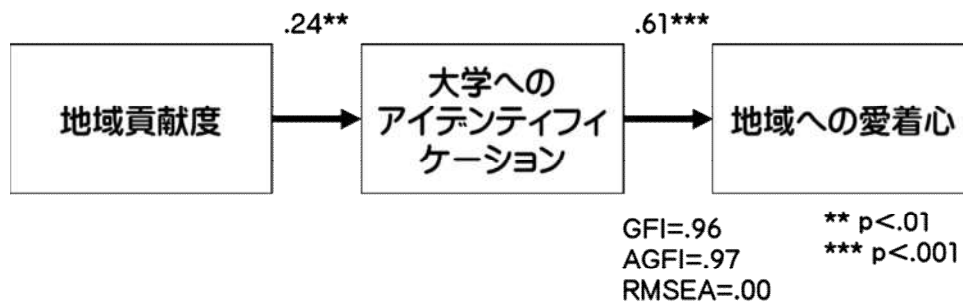 .24**
.61***
地域貢献度
大学への
アイデンティフィ
ケーション
地域への愛着心
GFI=.96
AGFI=.97
RMSEA=.00
** p<.01
*** p<.001